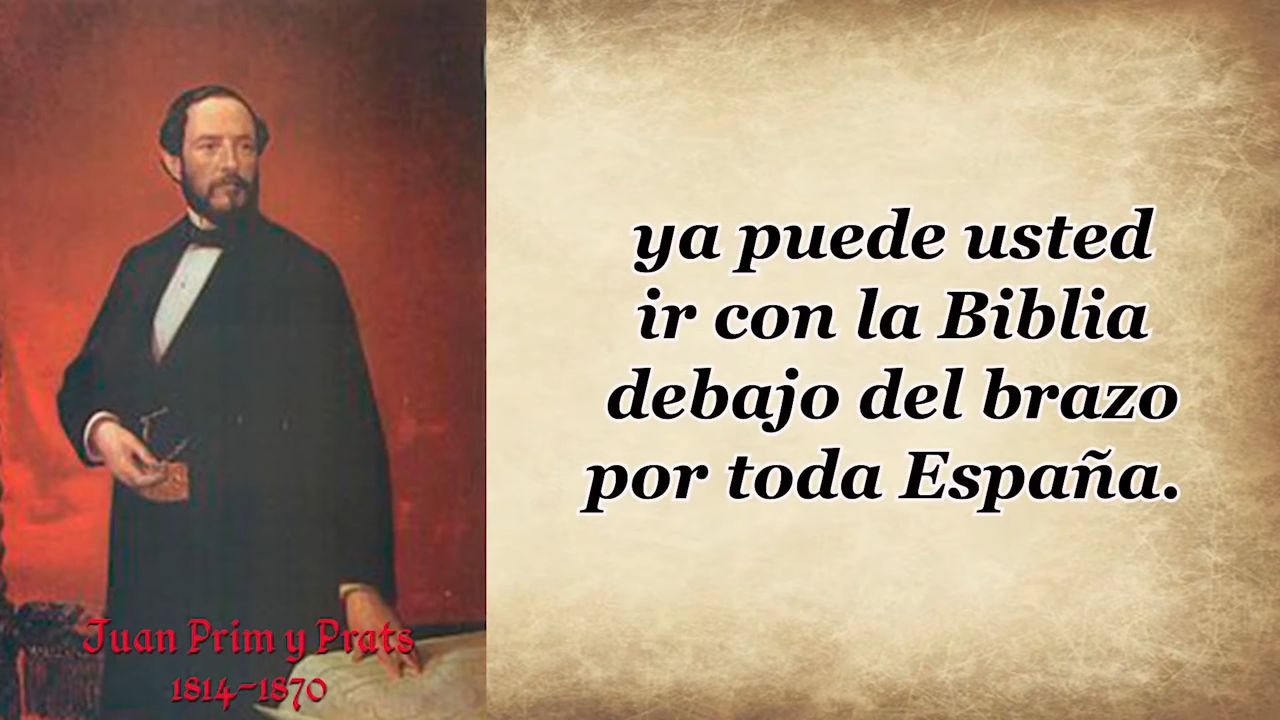 ya puede usted
ir con la Biblia
debajo del brazo
por toda España.
Juan Prim y Prats
1814-1870